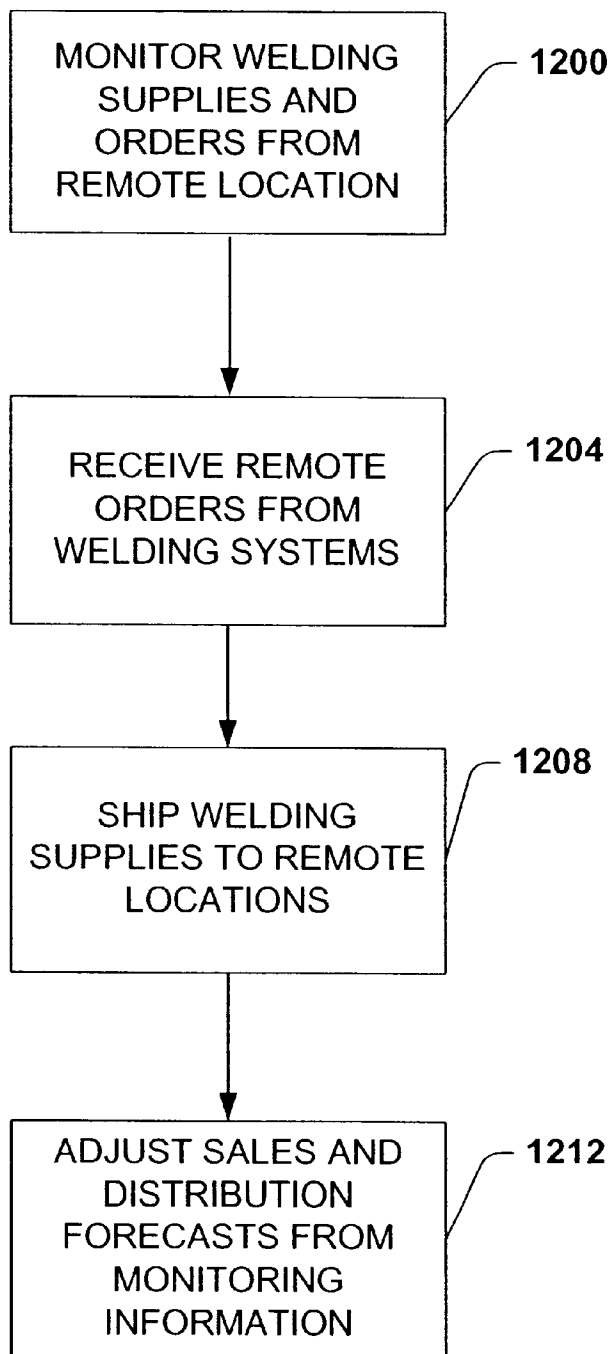 MONITOR WELDING
SUPPLIES AND
ORDERS FROM
REMOTE LOCATION
1200
RECEIVE REMOTE
ORDERS FROM
WELDING SYSTEMS
1204
SHIP WELDING
SUPPLIES TO REMOTE
LOCATIONS
1208
ADJUST SALES AND
DISTRIBUTION
FORECASTS FROM
MONITORING
INFORMATION
1212